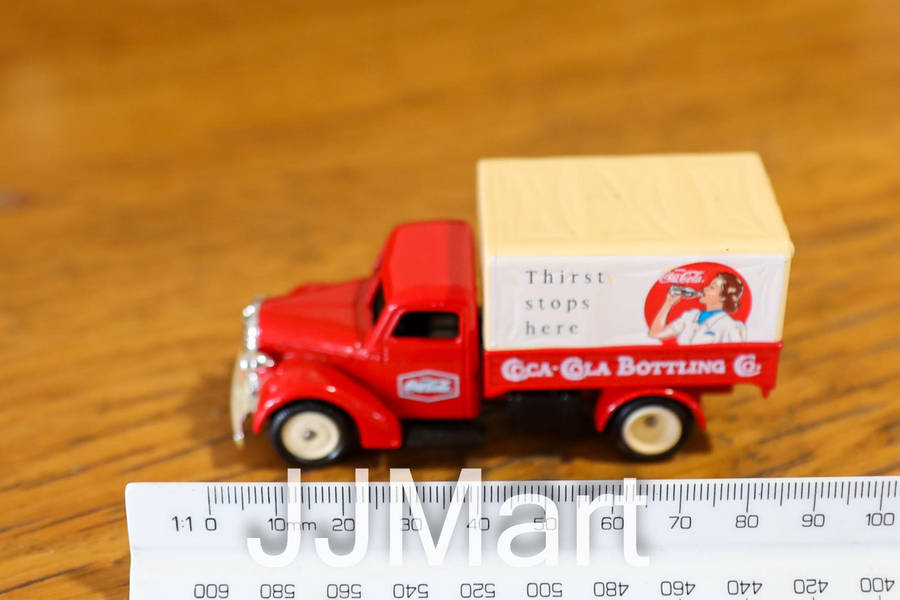 Thirst
stops
here
Coca-Cola
COCA-COLA BOTTLING CO.
Coca-Cola
JJMart
1:1 0 10mm 20 30 40 50 60 70 80 90 100
600 580 560 540 520 500 480 460 440 420 400